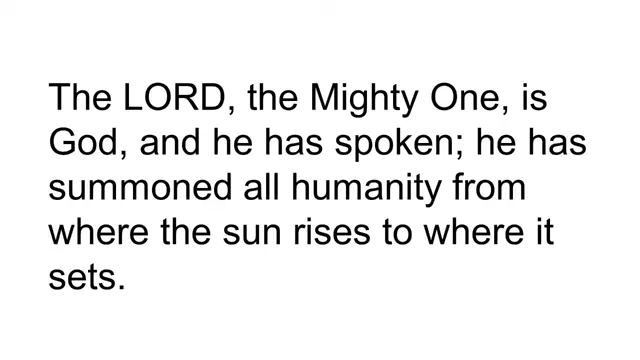 The LORD, the Mighty One, is
God, and he has spoken; he has
summoned all humanity from
where the sun rises to where it
sets.